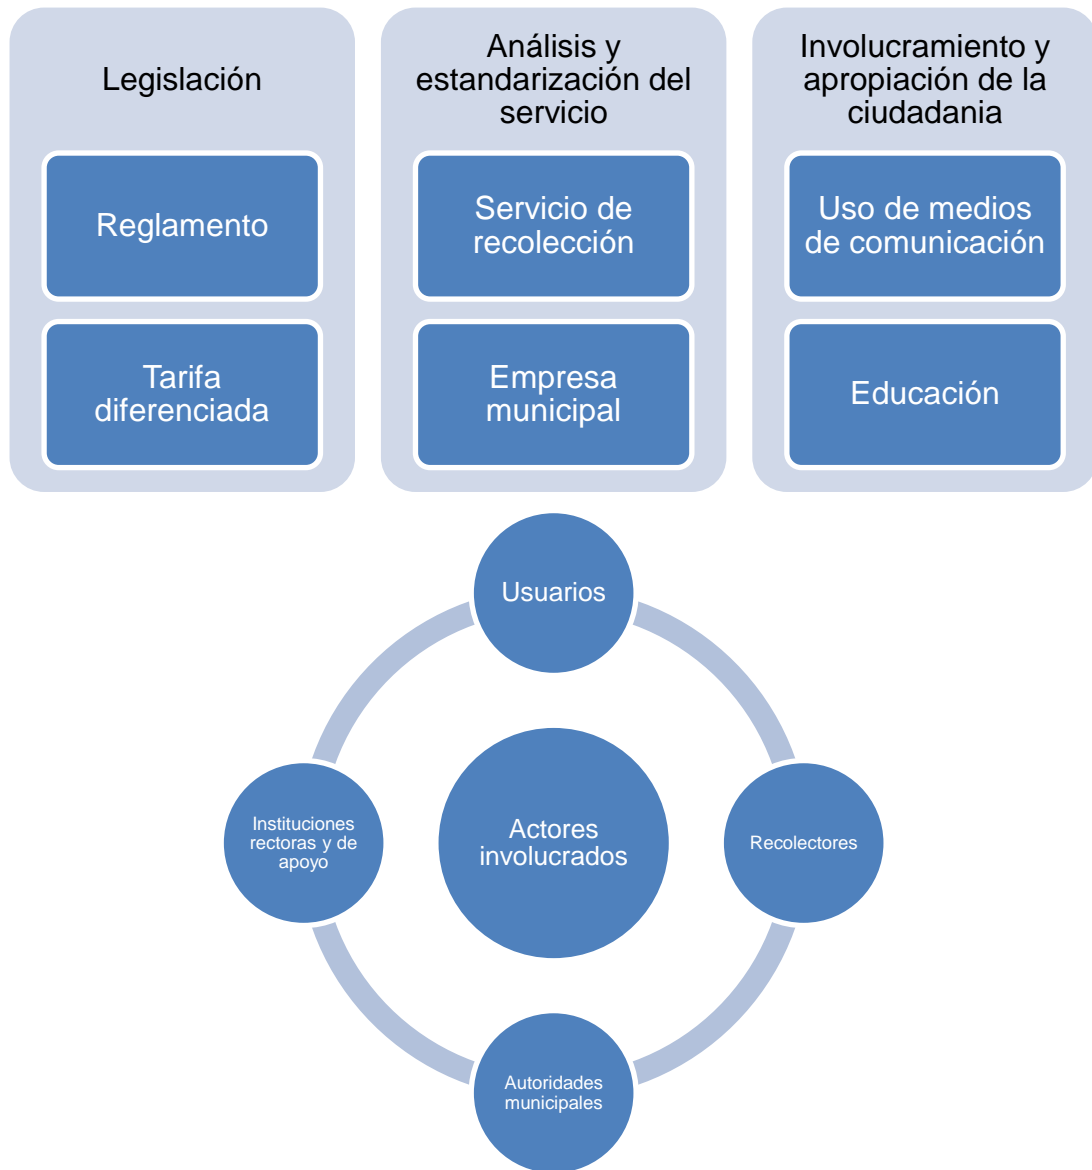 Legislación
Reglamento
Tarifa
diferenciada
Análisis y
estandarización del
servicio
Servicio de
recolección
Empresa
municipal
Involucramiento y
apropiación de la
ciudadania
Uso de medios
de comunicación
Educación
Usuarios
Actores
involucrados
Recolectores
Autoridades
municipales
Instituciones
rectoras y de
apoyo